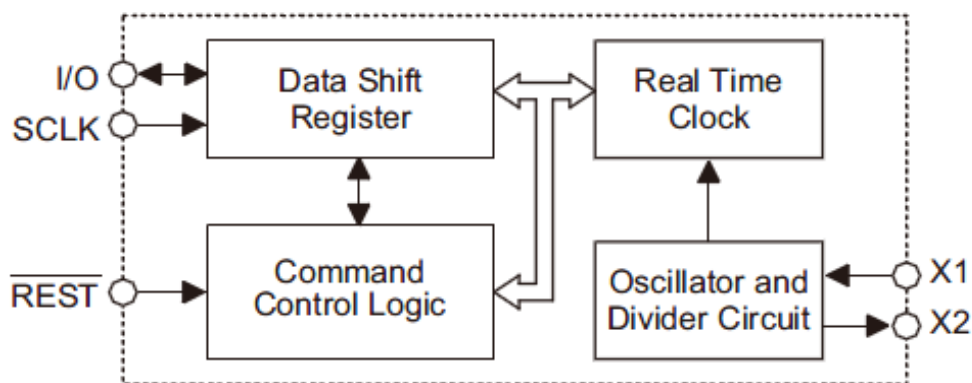 I/O
SCLK
REST
Data Shift
Register
Real Time
Clock
Command
Control Logic
Oscillator and
Divider Circuit
X1
X2